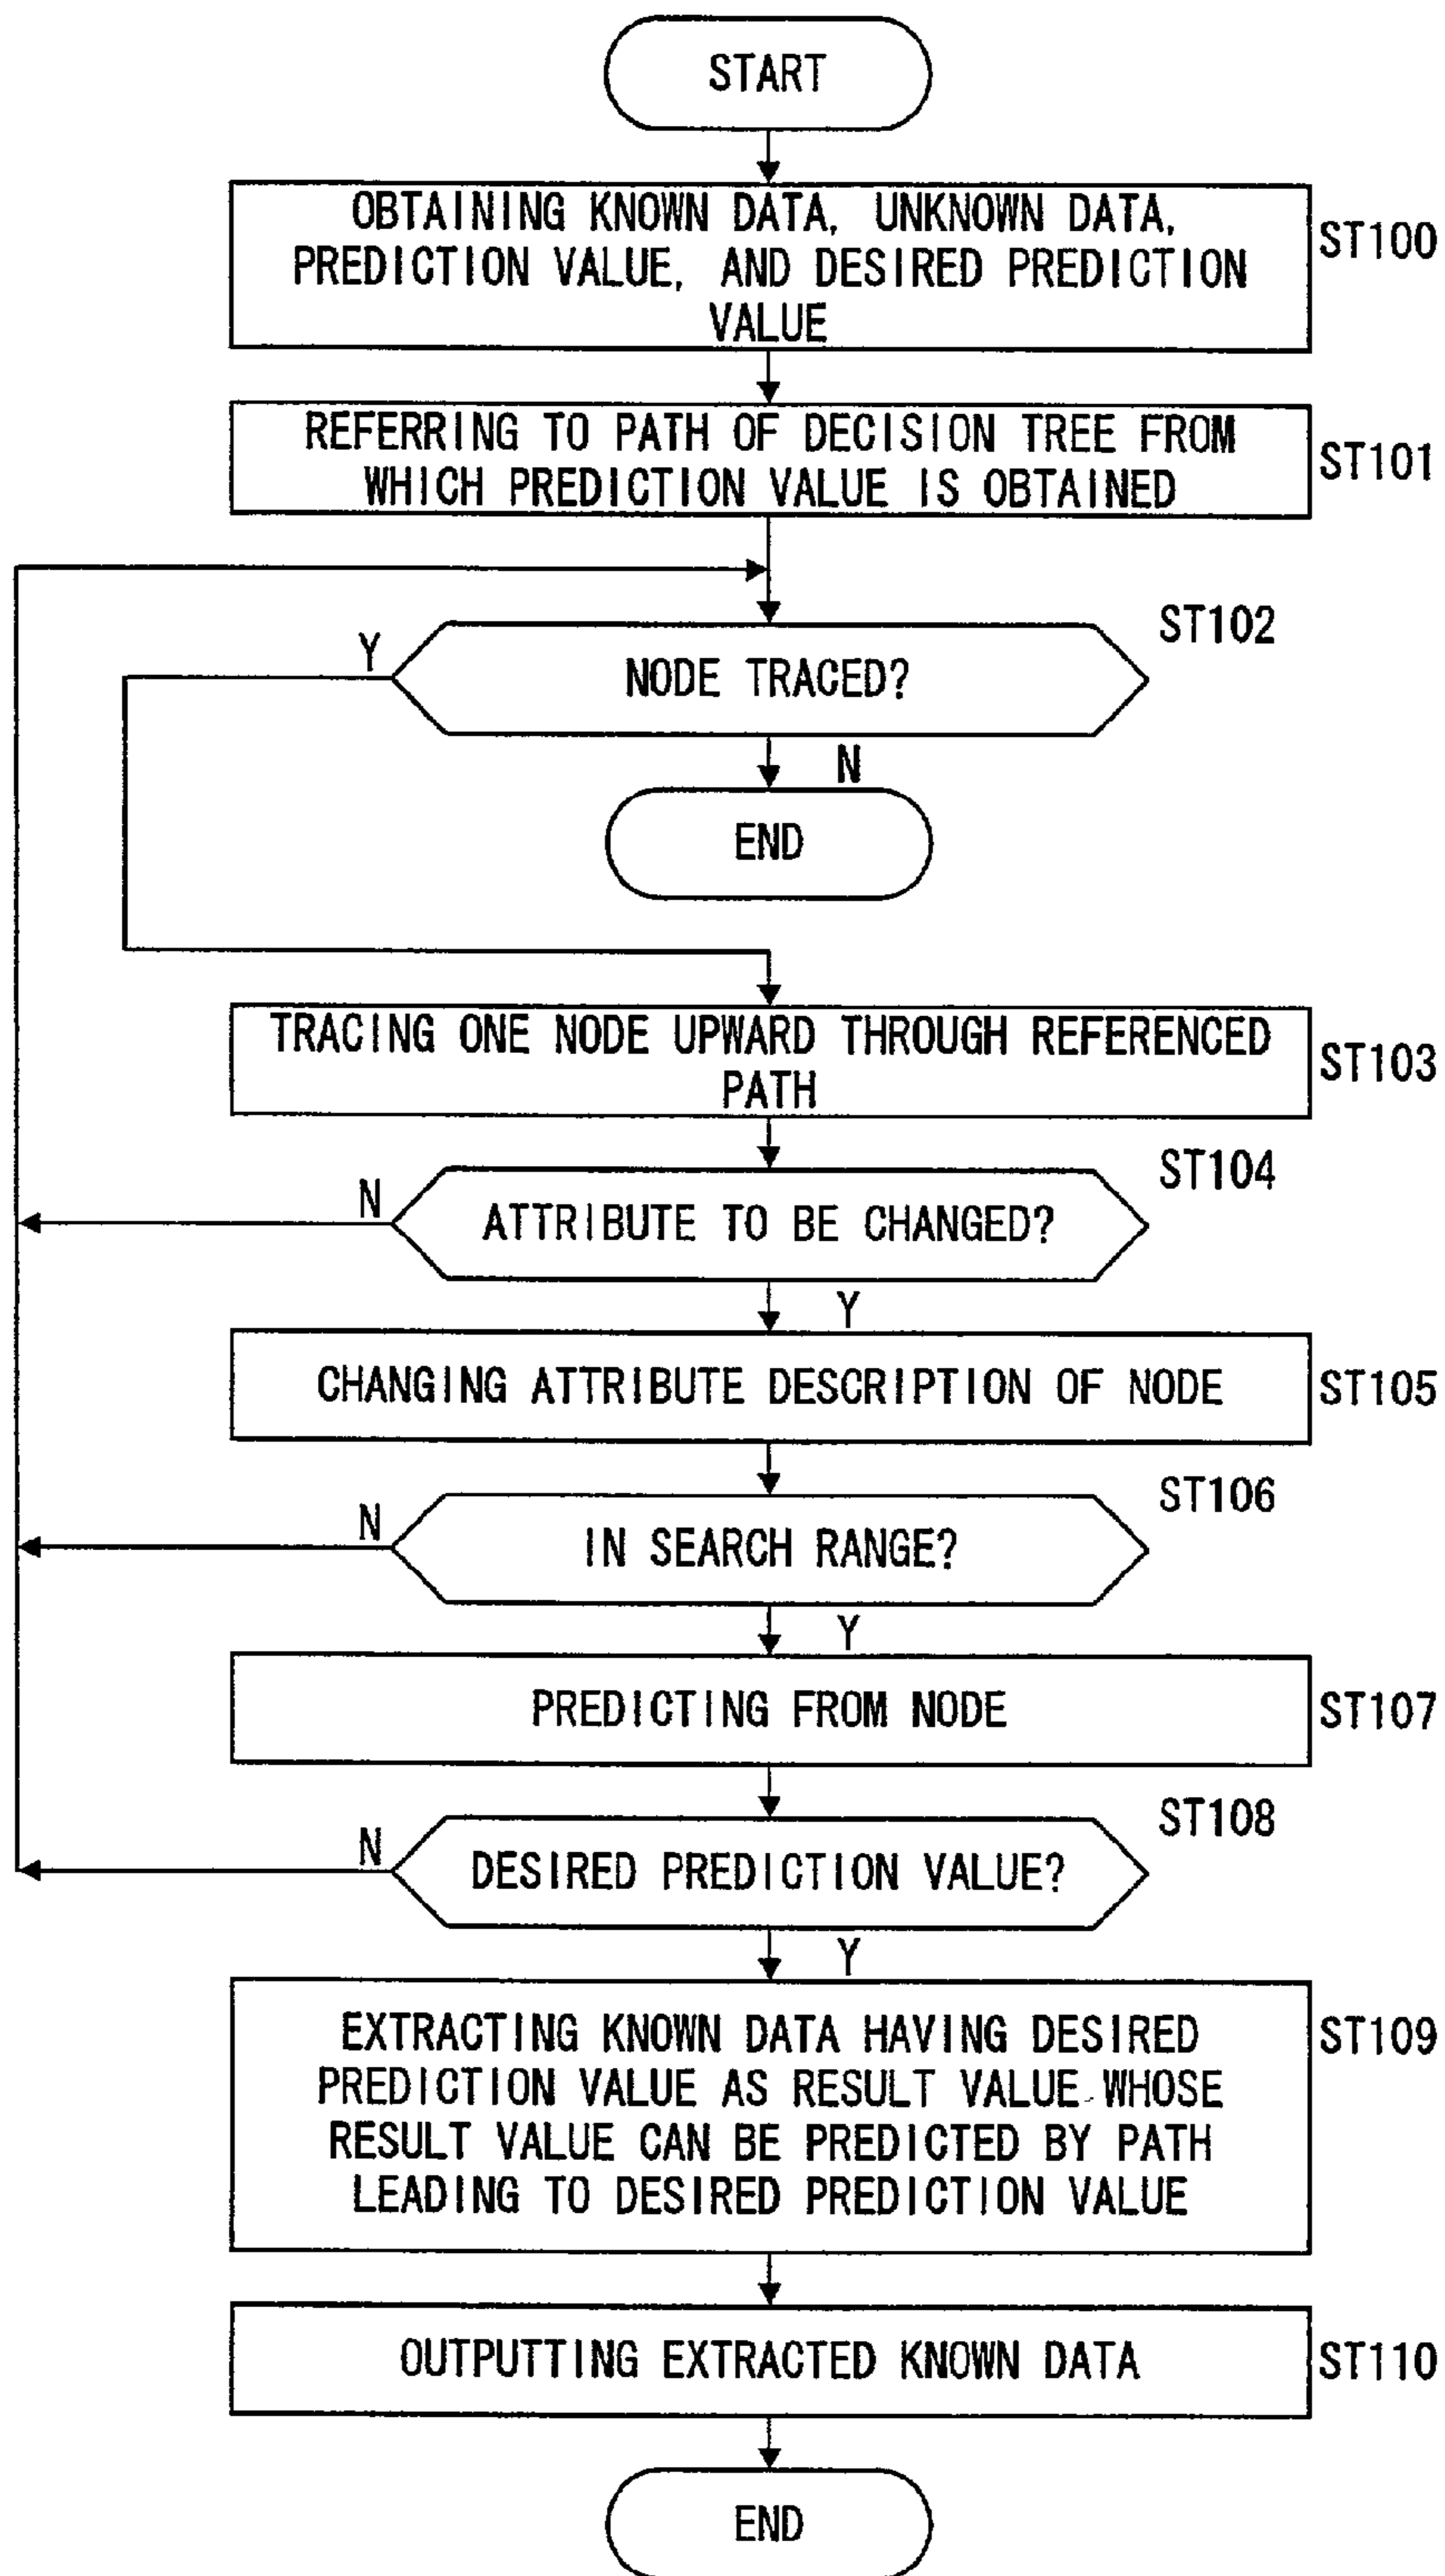 START
OBTAINING KNOWN DATA, UNKNOWN DATA,
PREDICTION VALUE, AND DESIRED PREDICTION
VALUE
ST100
REFERRING TO PATH OF DECISION TREE FROM
WHICH PREDICTION VALUE IS OBTAINED
ST101
ST102
Y
NODE TRACED?
N
END
TRACING ONE NODE UPWARD THROUGH REFERENCED
PATH
ST103
ST104
N
ATTRIBUTE TO BE CHANGED?
Y
CHANGING ATTRIBUTE DESCRIPTION OF NODE
ST105
ST106
N
IN SEARCH RANGE?
Y
PREDICTING FROM NODE
ST107
ST108
N
DESIRED PREDICTION VALUE?
Y
EXTRACTING KNOWN DATA HAVING DESIRED
PREDICTION VALUE AS RESULT VALUE WHOSE
RESULT VALUE CAN BE PREDICTED BY PATH
LEADING TO DESIRED PREDICTION VALUE
ST109
OUTPUTTING EXTRACTED KNOWN DATA
ST110
END